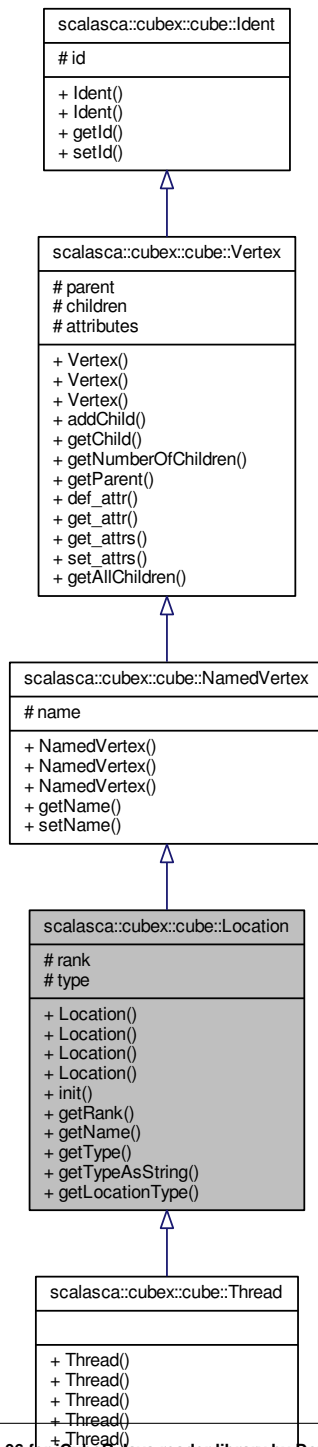 scalasca::cubex::cube::Ident
# id
+ Ident()
+ Ident()
+ getId()
+ setId()
scalasca::cubex::cube::Vertex
# parent
# children
# attributes
+ Vertex()
+ Vertex()
+ Vertex()
+ addChild()
+ getChild()
+ getNumberOfChildren()
+ getParent()
+ def_attr()
+ get_attr()
+ get_attrs()
+ set_attrs()
+ getAllChildren()
scalasca::cubex::cube::NamedVertex
# name
+ NamedVertex()
+ NamedVertex()
+ NamedVertex()
+ getName()
+ setName()
scalasca::cubex::cube::Location
# rank
# type
+ Location()
+ Location()
+ Location()
+ Location()
+ init()
+ getRank()
+ getName()
+ getType()
+ getTypeAsString()
+ getLocationType()
scalasca::cubex::cube::Thread
+ Thread()
+ Thread()
+ Thread()
+ Thread()
+ Thread()